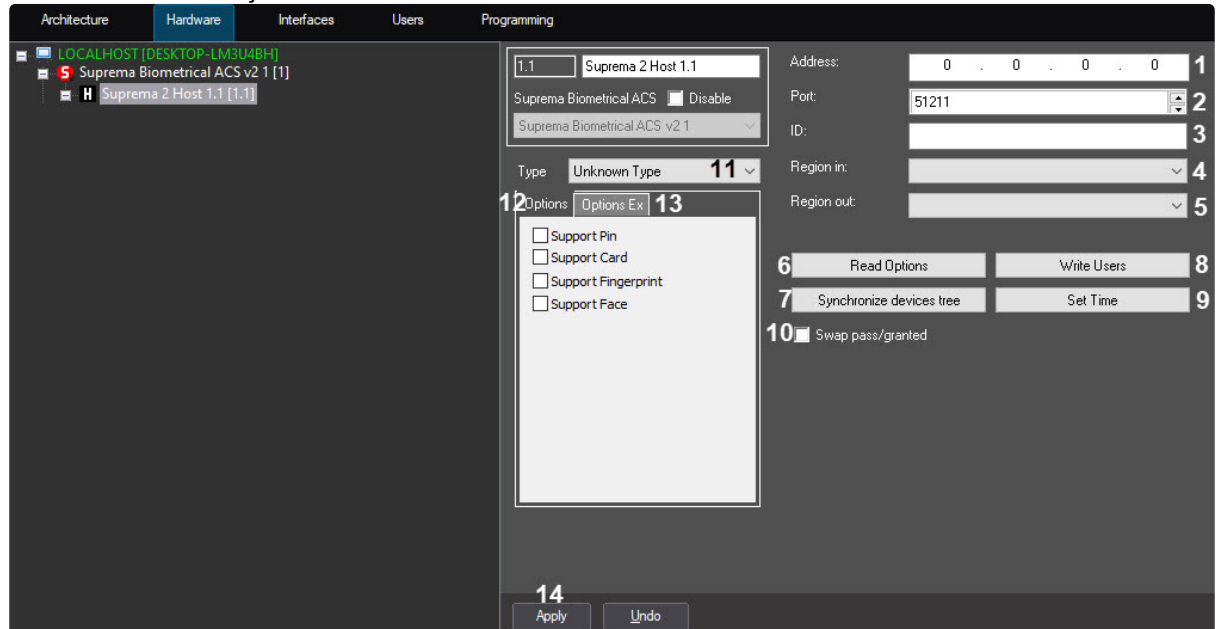 Architecture Hardware Interfaces Users Programming
LOCALHOST [DESKTOP-LM3U4BH]
S Suprema Biometrical ACS v2 1 [1]
H Suprema 2 Host 1.1 [1.1]
1.1 Suprema 2 Host 1.1
Suprema Biometrical ACS Disable
Suprema Biometrical ACS v2 1
Type Unknown Type 11
12 Options Options Ex 13
Support Pin
Support Card
Support Fingerprint
Support Face
Address: 0 . 0 . 0 . 0 1
Port: 51211 2
ID: 3
Region in: 4
Region out: 5
6 Read Options Write Users 8
7 Synchronize devices tree Set Time 9
10 Swap pass/granted
14
Apply Undo